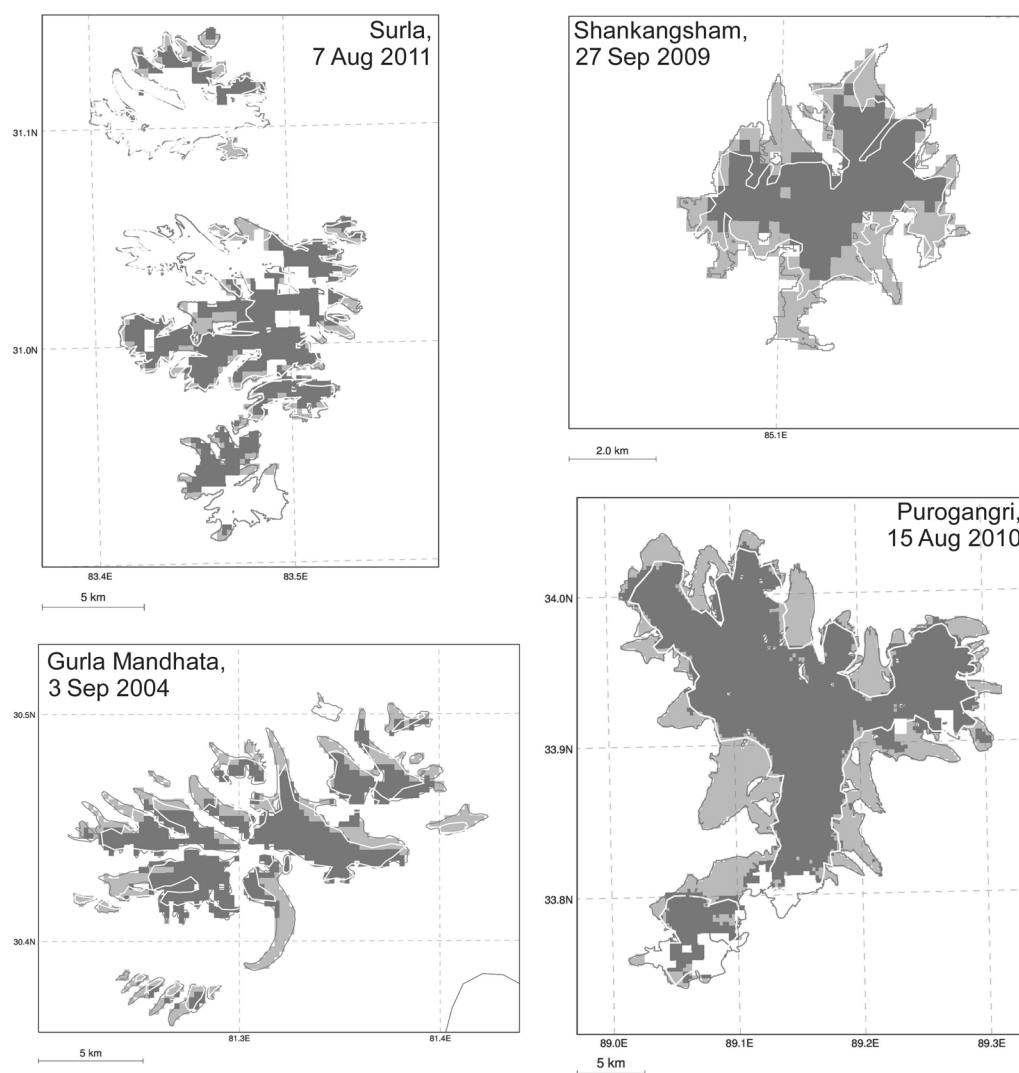 Surla,
7 Aug 2011
31.1N
31.0N
83.4E
83.5E
5 km
Shankangsham,
27 Sep 2009
85.1E
2.0 km
Gurla Mandhata,
3 Sep 2004
30.5N
30.4N
81.3E
81.4E
5 km
Purogangri,
15 Aug 2010
34.0N
33.9N
33.8N
89.0E
89.1E
89.2E
89.3E
5 km